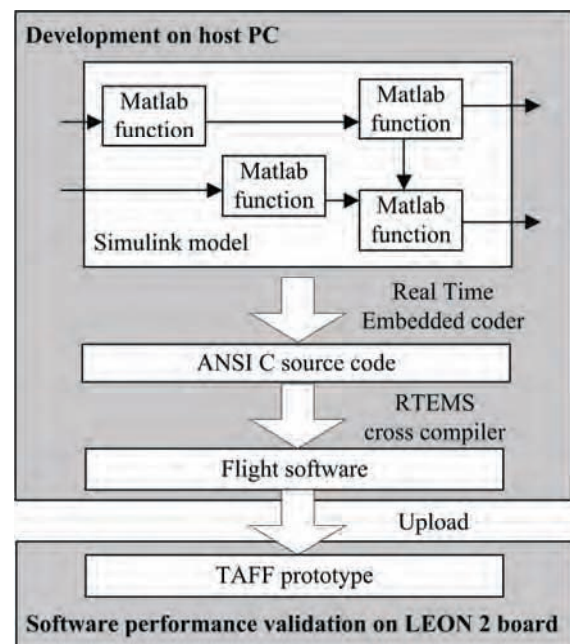 Development on host PC
Matlab
function
Matlab
function
Matlab
function
Matlab
function
Simulink model
Real Time
Embedded coder
ANSI C source code
RTEMS
cross compiler
Flight software
Upload
TAFF prototype
Software performance validation on LEON 2 board